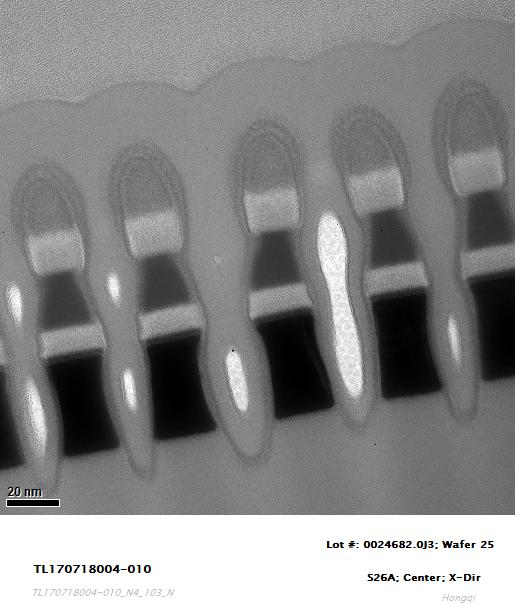 20 nm
Lot #: 0024682.0J3; Wafer 25
TL170718004-010
S26A; Center; X-Dir
TL170718004-010_N4_103_N
Hongqi